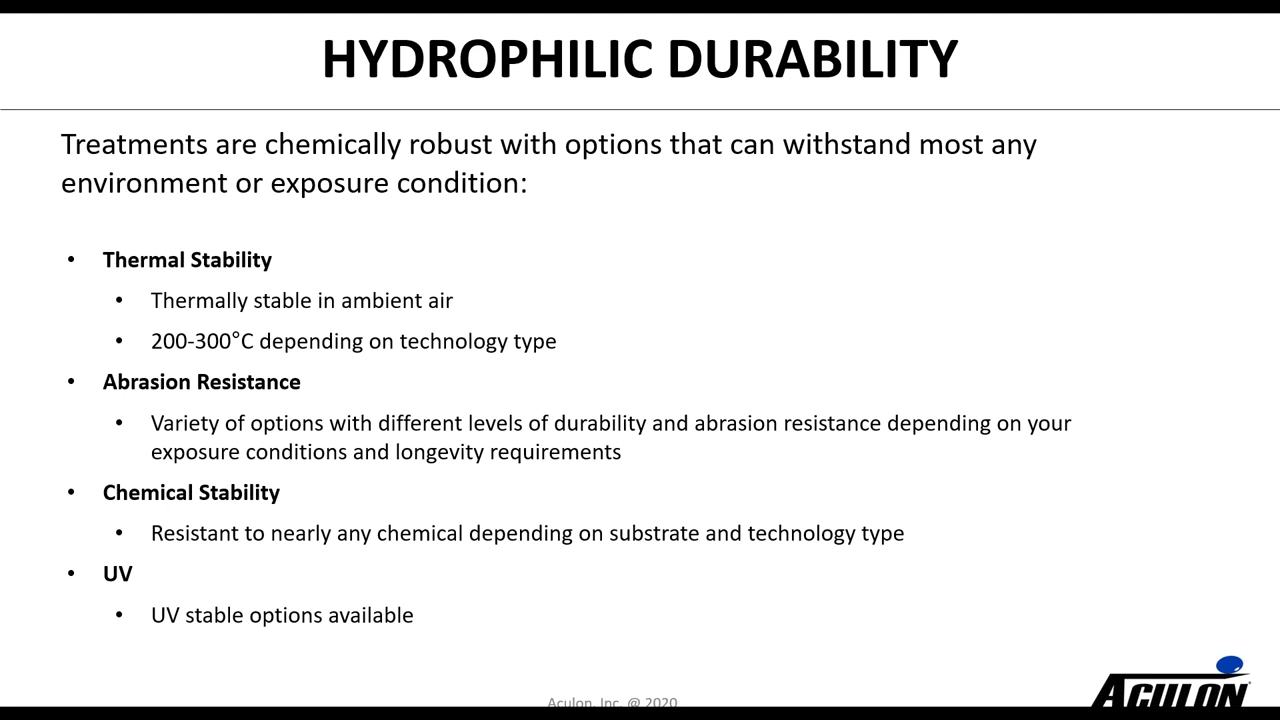 HYDROPHILIC DURABILITY
Treatments are chemically robust with options that can withstand most any
environment or exposure condition:
• Thermal Stability
• Thermally stable in ambient air
• 200-300°C depending on technology type
• Abrasion Resistance
• Variety of options with different levels of durability and abrasion resistance depending on your
exposure conditions and longevity requirements
• Chemical Stability
• Resistant to nearly any chemical depending on substrate and technology type
• UV
• UV stable options available
Aculon, Inc. @ 2020
ACULON